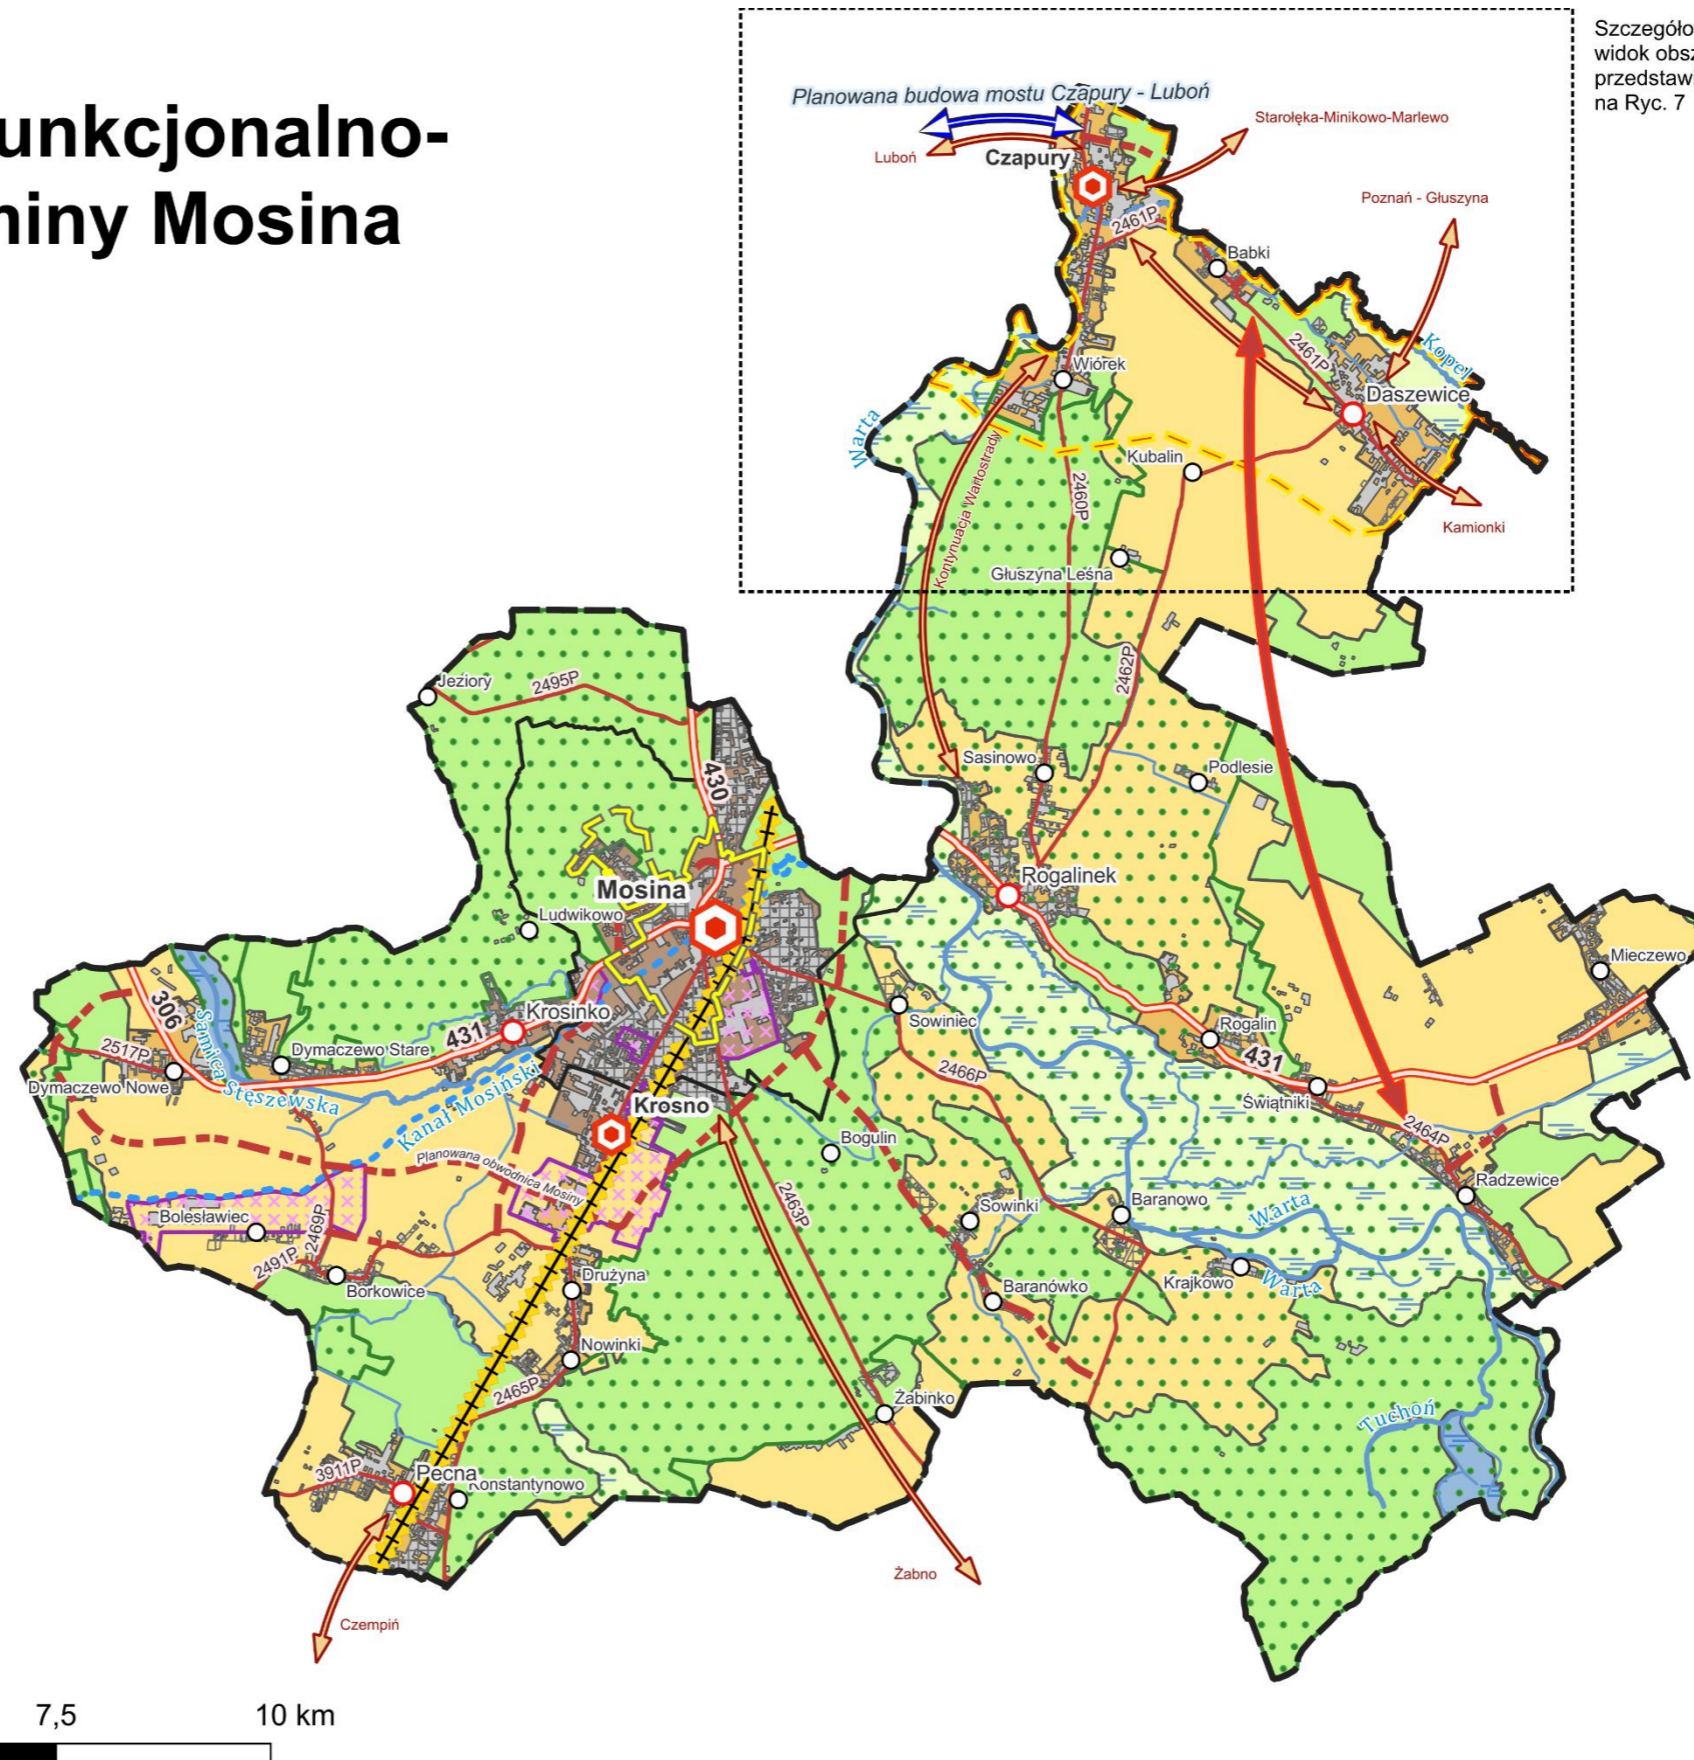 unkcjonalno-
niny Mosina
Szczegóło
widok obsz
przedstaw
na Ryc. 7
Planowana budowa mostu Czapury - Luboń
Starołęka-Minikowo-Marlewo
Luboń
Czapury
Poznań - Głuszyna
2461P
Babki
2461P
Kopel
Wiórek
Daszewice
Warta
Kontynuacja Wartostrady
Kubalin
2460P
Kamionki
Głuszyna Leśna
2462P
Jeziory
2495P
Sasinowo
Podlesie
430
Mosina
Rogalinek
Ludwikowo
Mieczewo
306
Samica Stęszewska
Krosinko
Sowiniec
Rogalin
431
2517P
Dymaczewo Stare
431
Dymaczewo Nowe
2466P
Kanał Mosiński
Krosno
Świątniki
2464P
Bogulin
Planowana obwodnica Mosiny
Radzewice
2463P
Baranowo
Warta
Bolesławiec
2469P
Sowinki
2491P
Drużyna
Krajkowo
Warta
Borkowice
Baranówko
Nowinki
2465P
Żabinko
Tuchoń
3911P
Pecna
Konstantynowo
Żabno
Czempiń
7,5
10 km